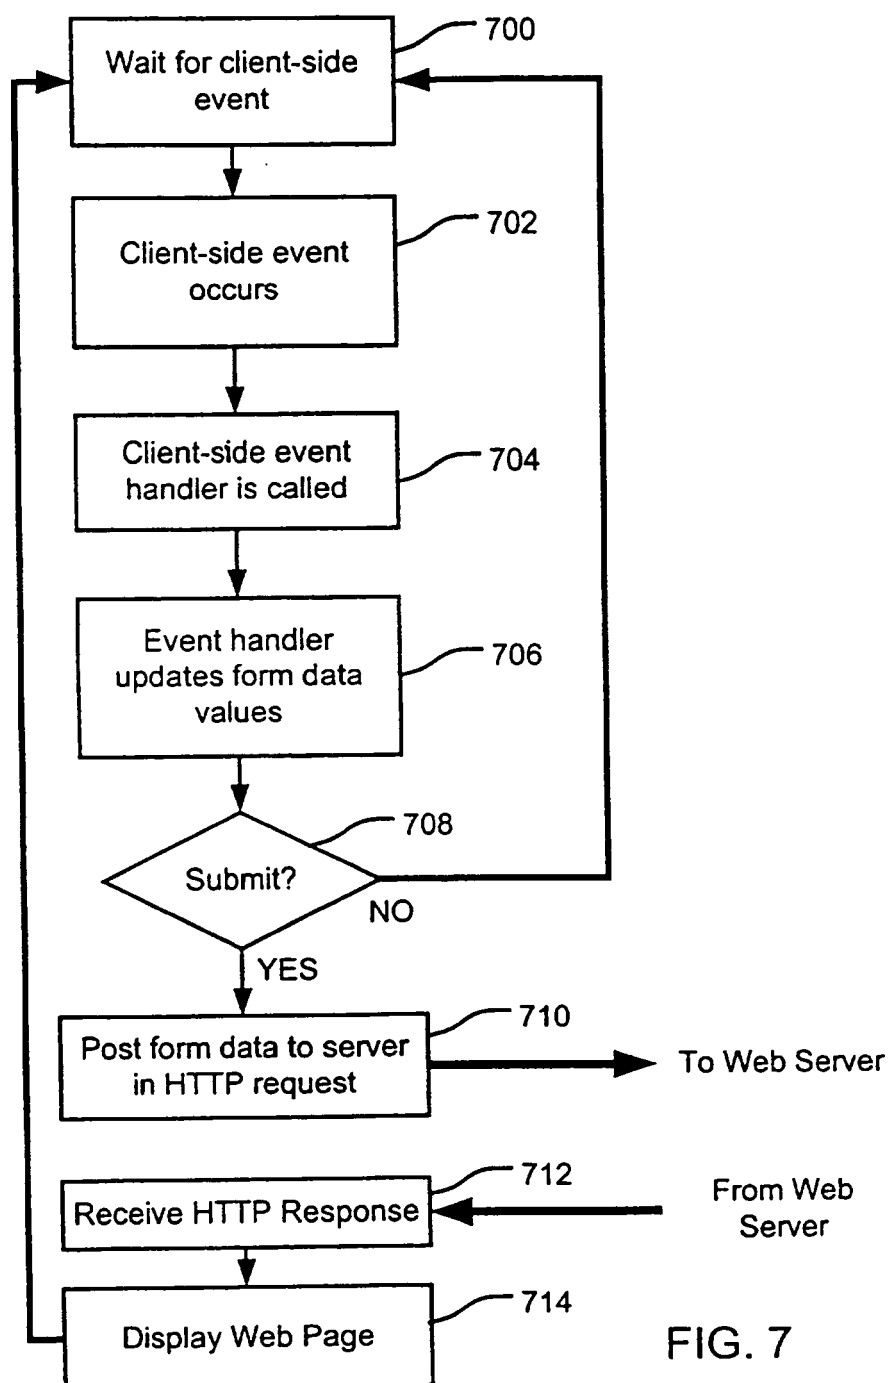 700
Wait for client-side
event
702
Client-side event
occurs
704
Client-side event
handler is called
706
Event handler
updates form data
values
708
Submit?
NO
YES
710
Post form data to server
in HTTP request
To Web Server
712
Receive HTTP Response
From Web
Server
714
Display Web Page
FIG. 7